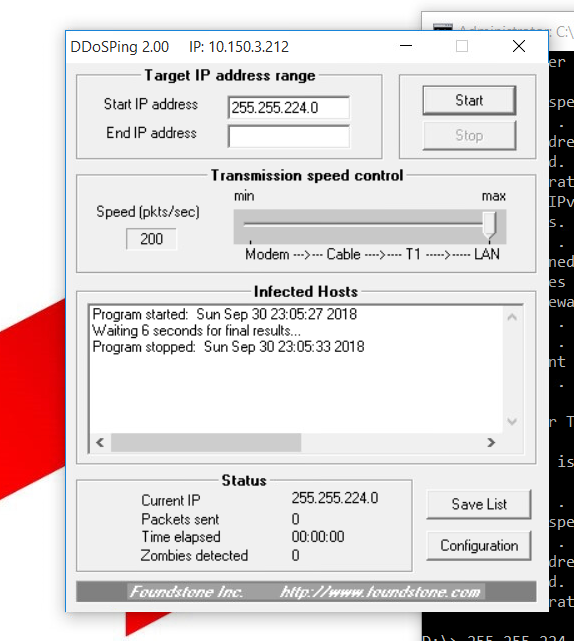 Administrator: C:\
DDoSPing 2.00 IP: 10.150.3.212
Target IP address range
Start IP address 255.255.224.0
End IP address
Start
Stop
Transmission speed control
min max
Speed (pkts/sec)
200
Modem --->--- Cable ---->---- T1 ----->----- LAN
Infected Hosts
Program started: Sun Sep 30 23:05:27 2018
Waiting 6 seconds for final results...
Program stopped: Sun Sep 30 23:05:33 2018
Status
Current IP 255.255.224.0
Packets sent 0
Time elapsed 00:00:00
Zombies detected 0
Save List
Configuration
Foundstone Inc. http://www.foundstone.com